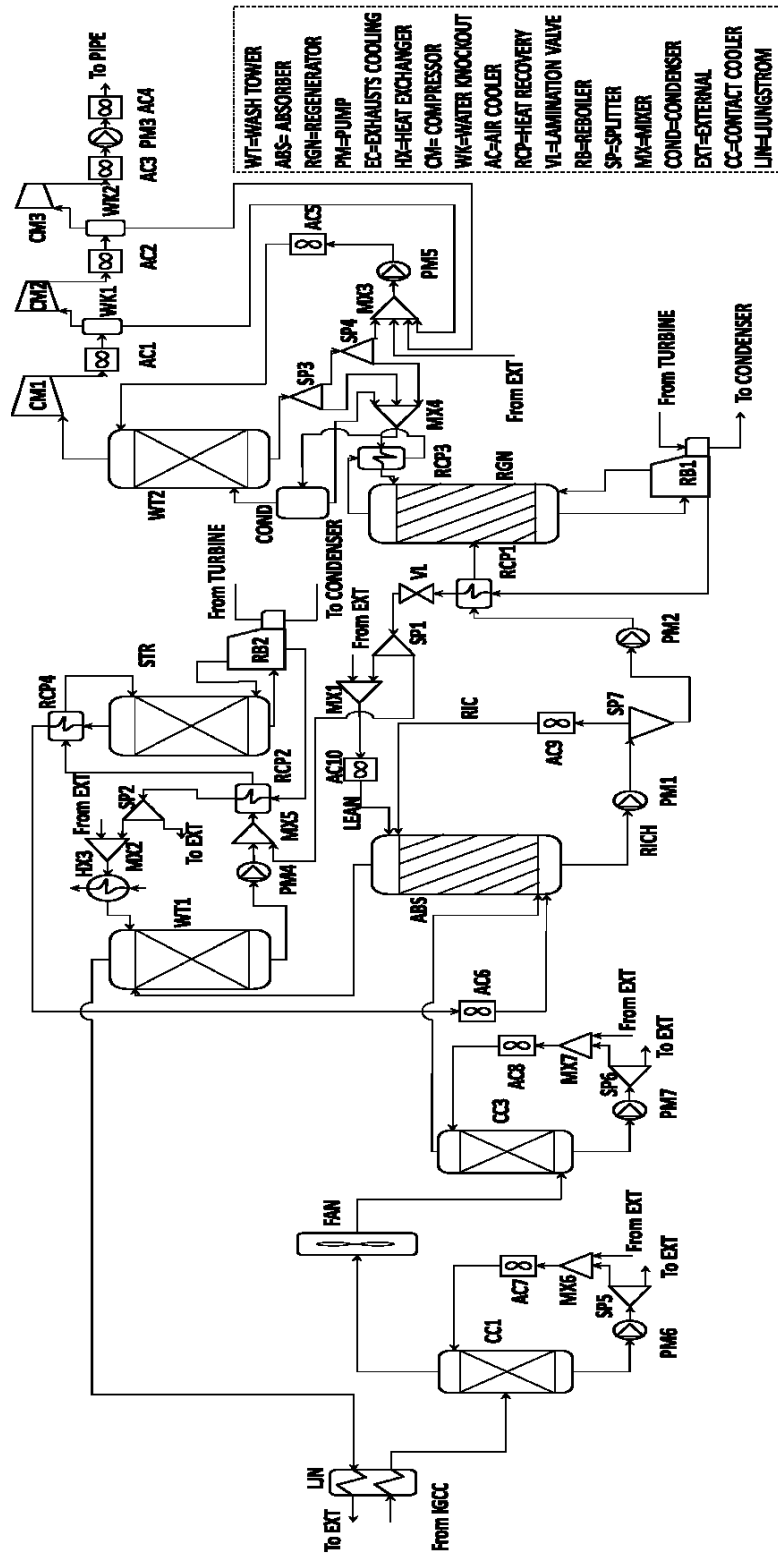 To PIPE
CM3
PM3 AC4
AC3
WK2
CM2
AC2
WK1
CM1
AC1
AC5
PM5
MX3
SP4
SP3
From EXT
MX4
WT2
COND
RCP3
RGN
From TURBINE
To CONDENSER
RB1
RCP1
VL
From TURBINE
To CONDENSER
From EXT
STR
RB2
SP1
MX1
PM2
RCP4
RIC
SP7
AC9
AC10
RCP2
LEAN
PM1
From EXT
SP2
To EXT
MX5
RICH
HX3
MX2
PM4
ABS
WT1
AC6
From EXT
To EXT
AC8
MX7
SP6
PM7
CC3
FAN
From EXT
To EXT
AC7
MX6
SP5
PM6
CC1
LJN
To EXT
From IGCC
WT=WASH TOWER
ABS= ABSORBER
RGN=REGENERATOR
PM=PUMP
EC=EXHAUSTS COOLING
HX=HEAT EXCHANGER
CM= COMPRESSOR
WK=WATER KNOCKOUT
AC=AIR COOLER
RCP=HEAT RECOVERY
VL=LAMINATION VALVE
RB=REBOILER
SP=SPLITTER
MX=MIXER
COND=CONDENSER
EXT=EXTERNAL
CC=CONTACT COOLER
LJN=LJUNGSTROM